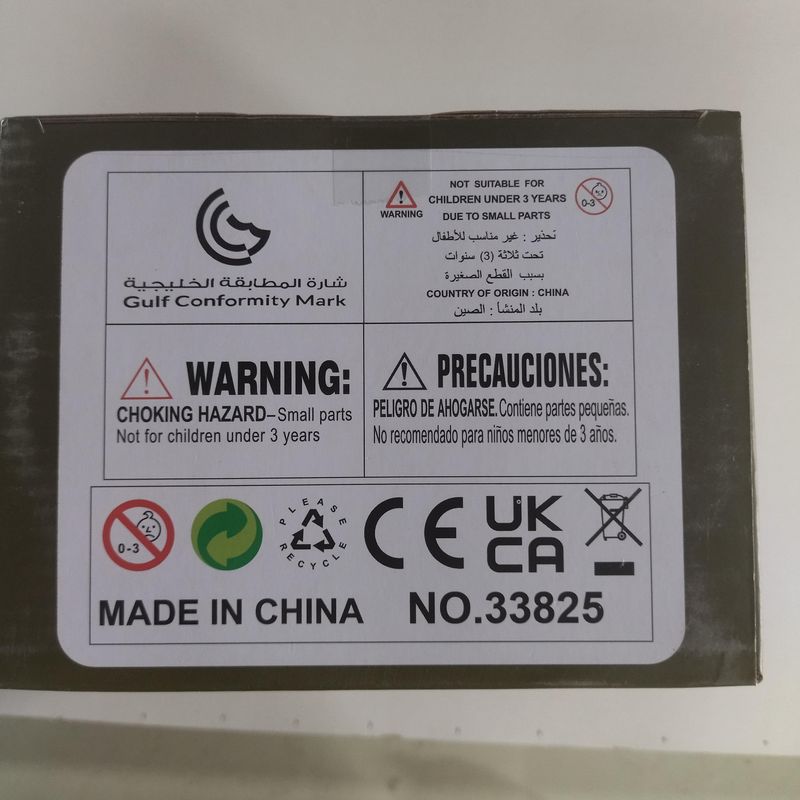 شارة المطابقة الخليجية
Gulf Conformity Mark
WARNING
NOT SUITABLE FOR
CHILDREN UNDER 3 YEARS
DUE TO SMALL PARTS
0-3
تحذير : غير مناسب للأطفال
تحت ثلاثة (3) سنوات
بسبب القطع الصغيرة
COUNTRY OF ORIGIN : CHINA
بلد المنشأ : الصين
WARNING:
CHOKING HAZARD–Small parts
Not for children under 3 years
PRECAUCIONES:
PELIGRO DE AHOGARSE. Contiene partes pequeñas.
No recomendado para niños menores de 3 años.
0-3
PLEASE
RECYCLE
CE
UK
CA
MADE IN CHINA
NO.33825